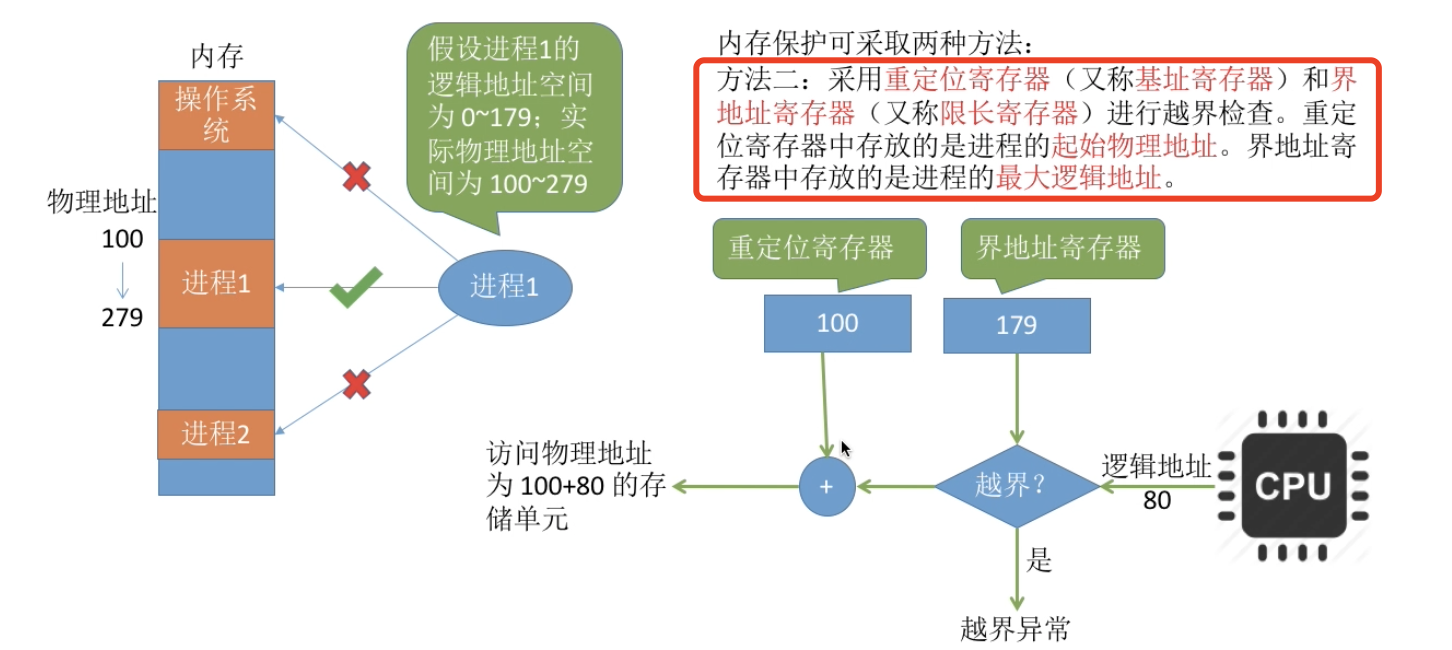 内存
操作系
统
物理地址
100
279
进程1
进程2
假设进程1的
逻辑地址空间
为 0~179；实
际物理地址空
间为 100~279
进程1
内存保护可采取两种方法：
方法二：采用重定位寄存器（又称基址寄存器）和界
地址寄存器（又称限长寄存器）进行越界检查。重定
位寄存器中存放的是进程的起始物理地址。界地址寄
存器中存放的是进程的最大逻辑地址。
重定位寄存器
界地址寄存器
100
179
访问物理地址
为 100+80 的存
储单元
+
越界？
逻辑地址
80
CPU
是
越界异常